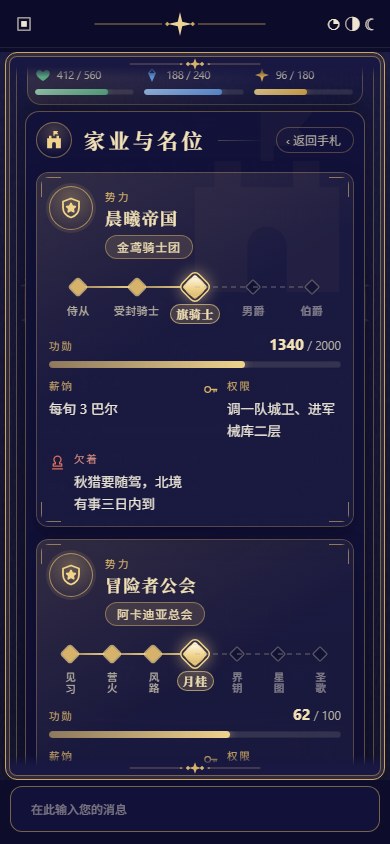 412 / 560 188 / 240 96 / 180
家业与名位 ‹ 返回手札
势力
晨曦帝国
金鸢骑士团
侍从 受封骑士 旗骑士 男爵 伯爵
功勋 1340 / 2000
薪饷 权限
每旬 3 巴尔 调一队城卫、进军
械库二层
欠着
秋猎要随驾，北境
有事三日内到
势力
冒险者公会
阿卡迪亚总会
见习 营火 风路 月桂 界钥 星图 圣歌
功勋 62 / 100
薪饷 权限
在此输入您的消息